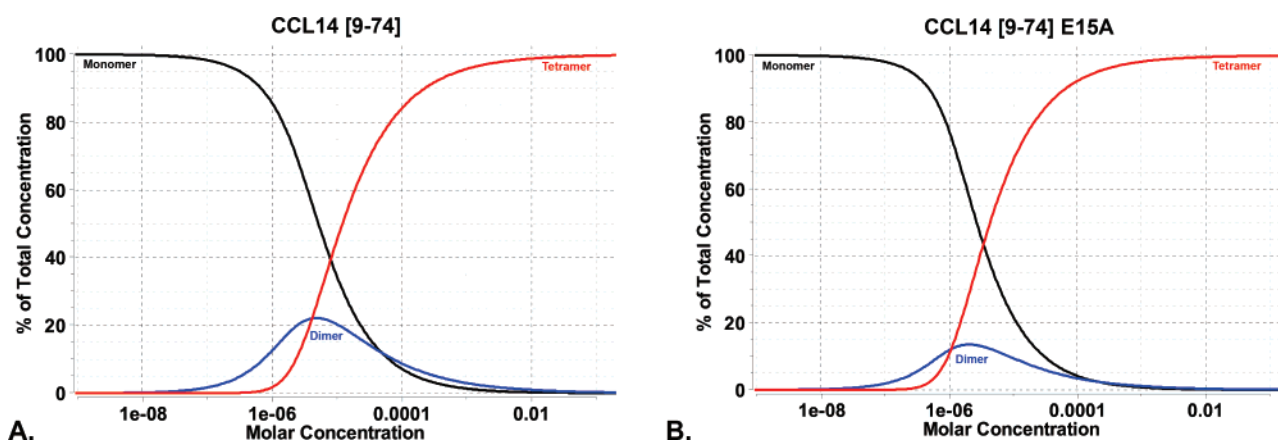 CCL14 [9-74]
% of Total Concentration
100
80
60
40
20
0
Monomer
Tetramer
Dimer
1e-08
1e-06
0.0001
0.01
Molar Concentration
A.
CCL14 [9-74] E15A
% of Total Concentration
100
80
60
40
20
0
Monomer
Tetramer
Dimer
1e-08
1e-06
0.0001
0.01
Molar Concentration
B.